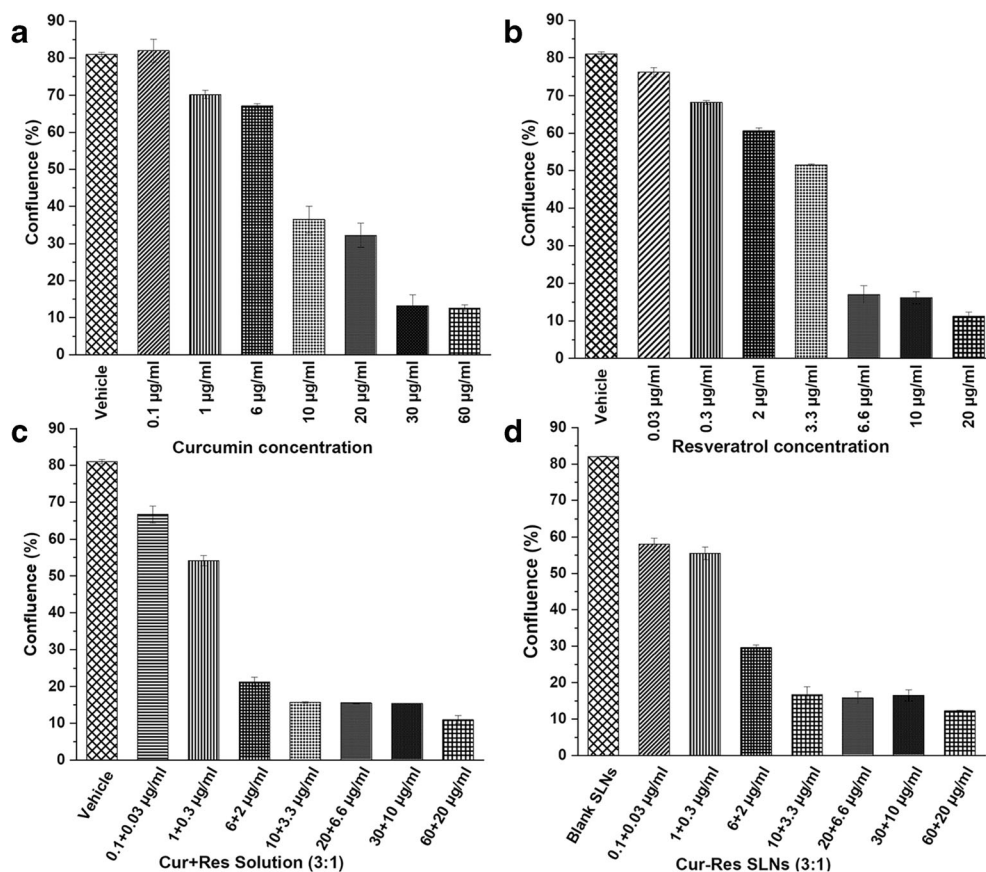 a
Confluence (%)
90
80
70
60
50
40
30
20
10
0
Vehicle
0.1 µg/ml
1 µg/ml
6 µg/ml
10 µg/ml
20 µg/ml
30 µg/ml
60 µg/ml
Curcumin concentration
b
Confluence (%)
90
80
70
60
50
40
30
20
10
0
Vehicle
0.03 µg/ml
0.3 µg/ml
2 µg/ml
3.3 µg/ml
6.6 µg/ml
10 µg/ml
20 µg/ml
Resveratrol concentration
c
Confluence (%)
90
80
70
60
50
40
30
20
10
0
Vehicle
0.1+0.03 µg/ml
1+0.3 µg/ml
6+2 µg/ml
10+3.3 µg/ml
20+6.6 µg/ml
30+10 µg/ml
60+20 µg/ml
Cur+Res Solution (3:1)
d
Confluence (%)
90
80
70
60
50
40
30
20
10
0
Blank SLNs
0.1+0.03 µg/ml
1+0.3 µg/ml
6+2 µg/ml
10+3.3 µg/ml
20+6.6 µg/ml
30+10 µg/ml
60+20 µg/ml
Cur-Res SLNs (3:1)